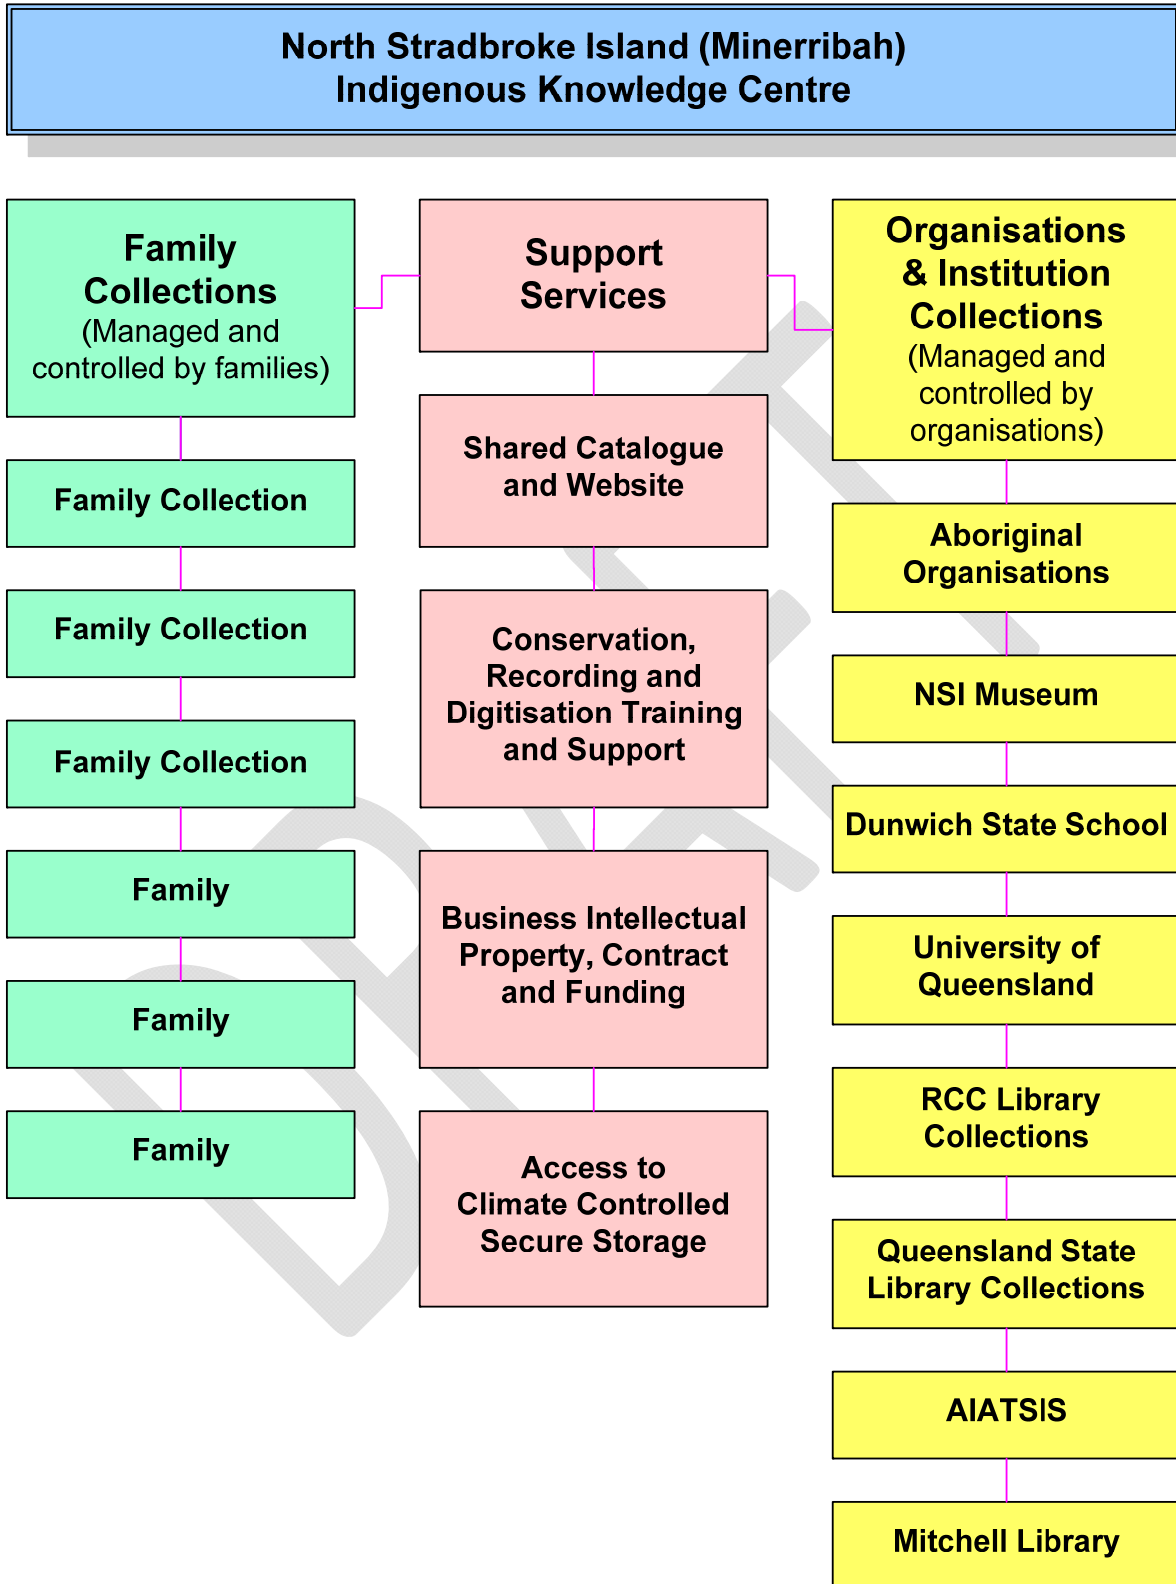 North Stradbroke Island (Minerribah)
Indigenous Knowledge Centre
Family
Collections
(Managed and
controlled by families)
Family Collection
Family Collection
Family Collection
Family
Family
Family
Support
Services
Shared Catalogue
and Website
Conservation,
Recording and
Digitisation Training
and Support
Business Intellectual
Property, Contract
and Funding
Access to
Climate Controlled
Secure Storage
Organisations
& Institution
Collections
(Managed and
controlled by
organisations)
Aboriginal
Organisations
NSI Museum
Dunwich State School
University of
Queensland
RCC Library
Collections
Queensland State
Library Collections
AIATSIS
Mitchell Library
DRAFT